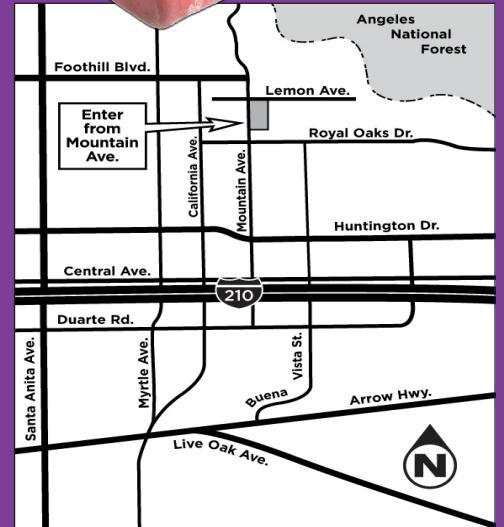 Angeles
National
Forest
Foothill Blvd.
Lemon Ave.
Enter
from
Mountain
Ave.
Royal Oaks Dr.
California Ave.
Mountain Ave.
Huntington Dr.
Central Ave.
210
Duarte Rd.
Santa Anita Ave.
Myrtle Ave.
Buena Vista St.
Arrow Hwy.
Live Oak Ave.
N